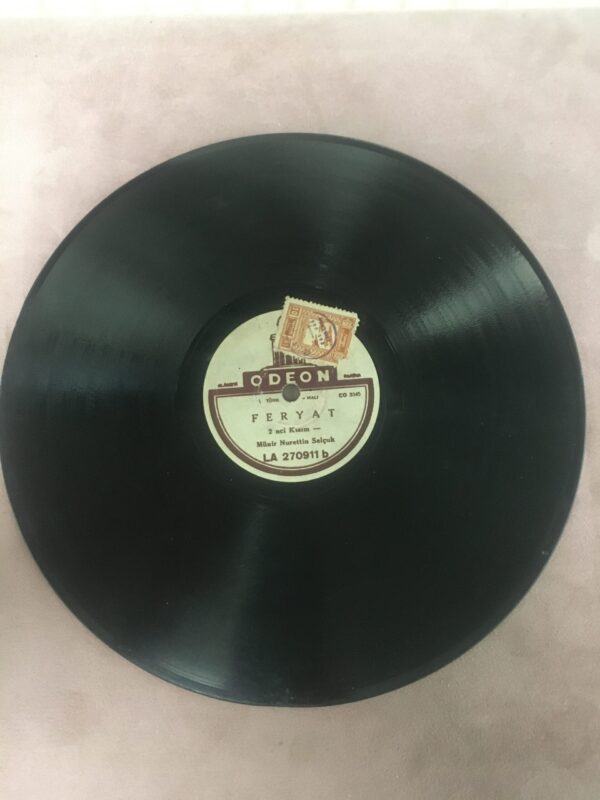 ODEON
TÜRK MALI
CO 3345
FERYAT
2 nci Kısım —
Münir Nurettin Selçuk
LA 270911 b